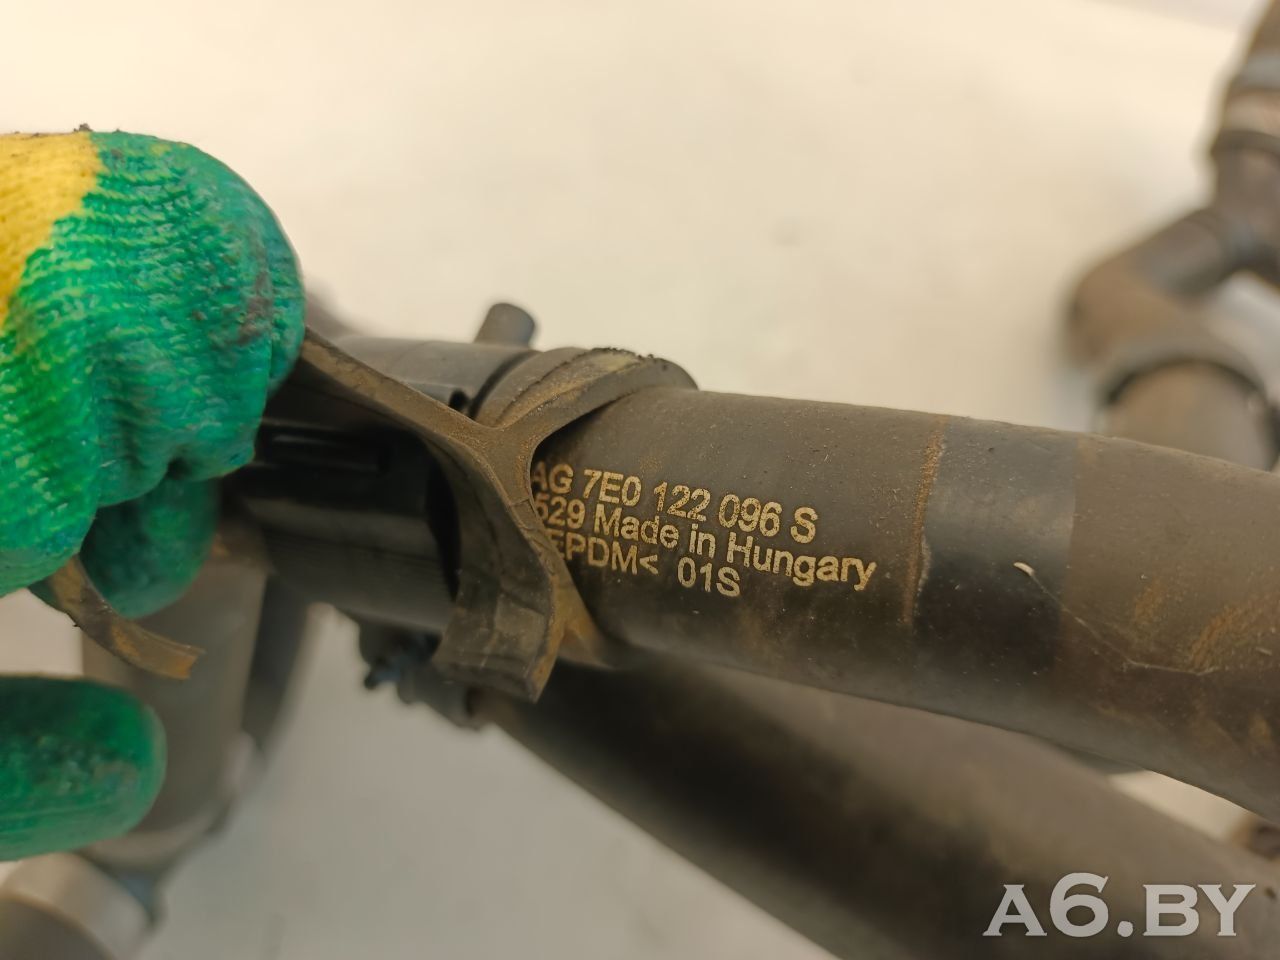 AG 7E0 122 096 S
529 Made in Hungary
EPDM< 01S
A6.BY